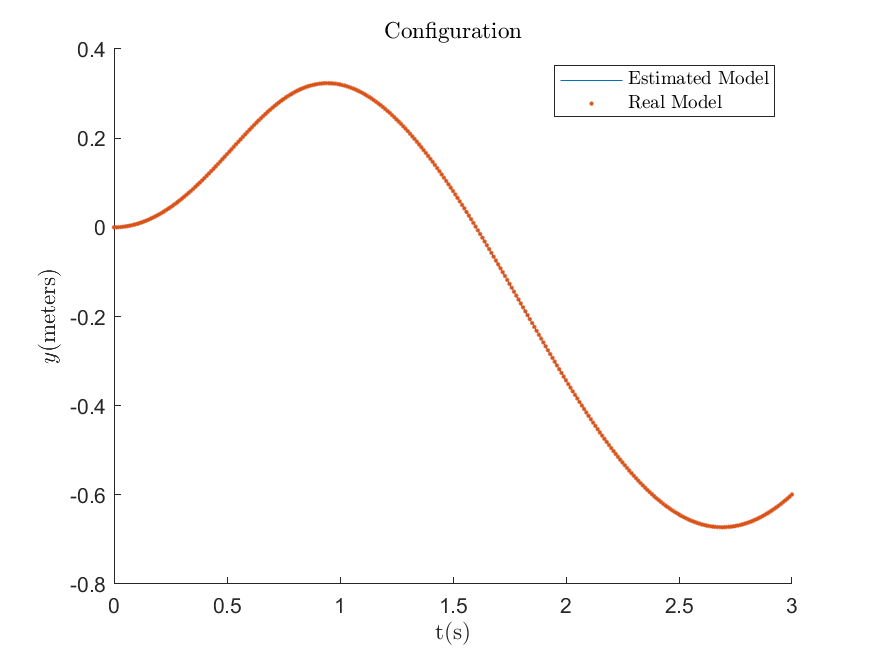 Configuration
Estimated Model
Real Model
0.4
0.2
0
-0.2
-0.4
-0.6
-0.8
y(meters)
0 0.5 1 1.5 2 2.5 3
t(s)